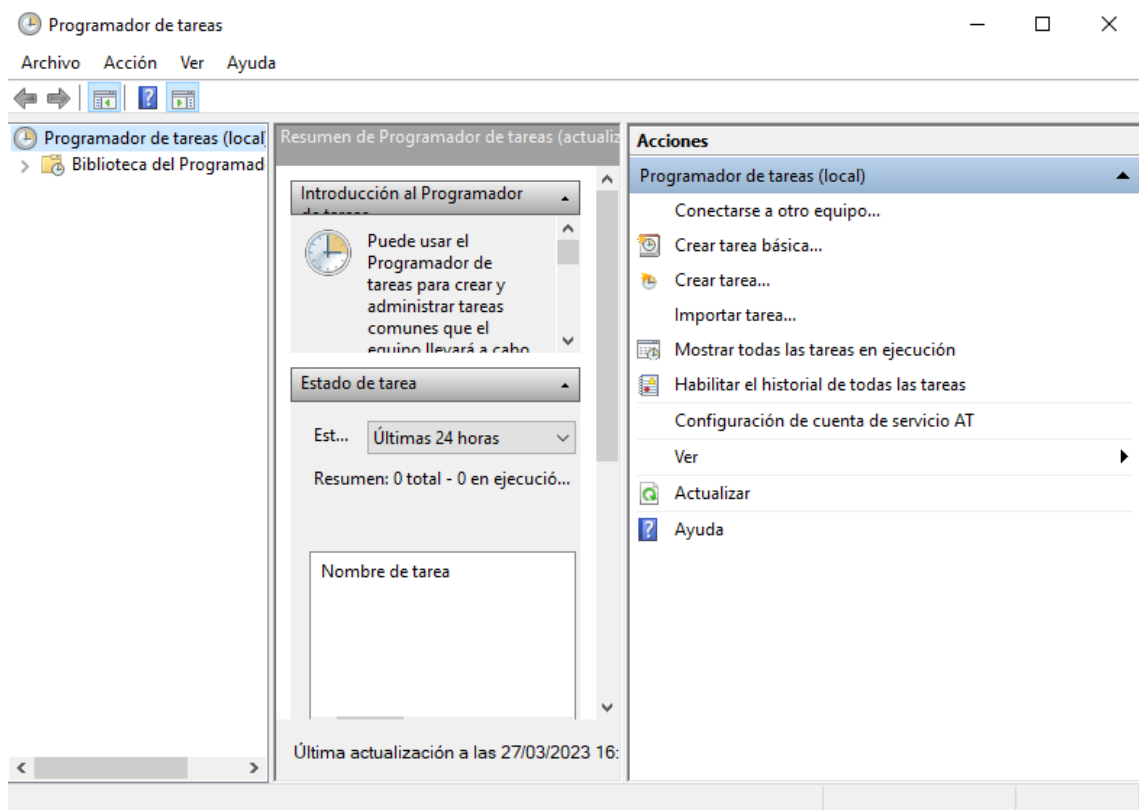 Programador de tareas
Archivo Acción Ver Ayuda
Programador de tareas (local)
Biblioteca del Programad
Resumen de Programador de tareas (actualiz
Introducción al Programador
de tareas
Puede usar el
Programador de
tareas para crear y
administrar tareas
comunes que el
equipo llevará a cabo
Estado de tarea
Est... Últimas 24 horas
Resumen: 0 total - 0 en ejecució...
Nombre de tarea
Última actualización a las 27/03/2023 16:
Acciones
Programador de tareas (local)
Conectarse a otro equipo...
Crear tarea básica...
Crear tarea...
Importar tarea...
Mostrar todas las tareas en ejecución
Habilitar el historial de todas las tareas
Configuración de cuenta de servicio AT
Ver
Actualizar
Ayuda